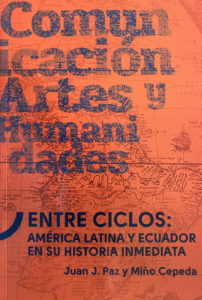 Comun
icación
Artes y
Humani
dades
ENTRE CICLOS:
AMÉRICA LATINA Y ECUADOR
EN SU HISTORIA INMEDIATA
Juan J. Paz y Miño Cepeda